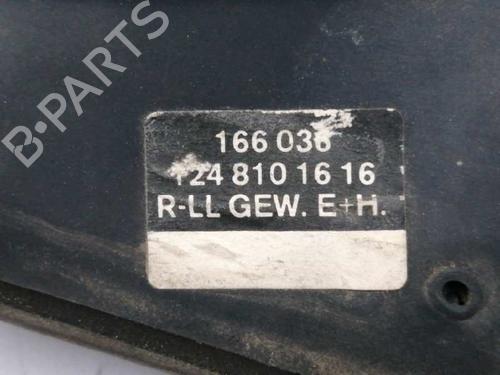 B-PARTS
166 036
124 810 16 16
R-LL GEW. E+H.